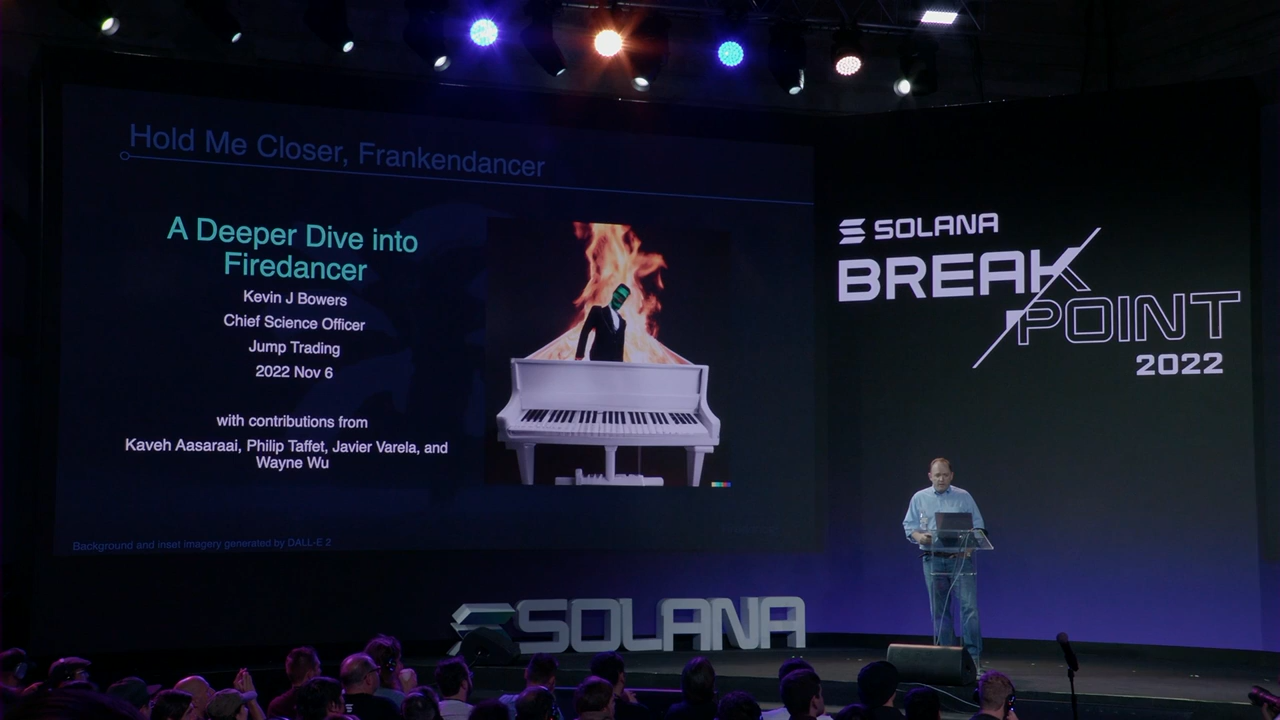 Hold Me Closer, Frankendancer
A Deeper Dive into
Firedancer
Kevin J Bowers
Chief Science Officer
Jump Trading
2022 Nov 6
with contributions from
Kaveh Aasaraai, Philip Taffet, Javier Varela, and
Wayne Wu
Background and inset imagery generated by DALL-E 2
SOLANA
BREAK
POINT
2022
SOLANA